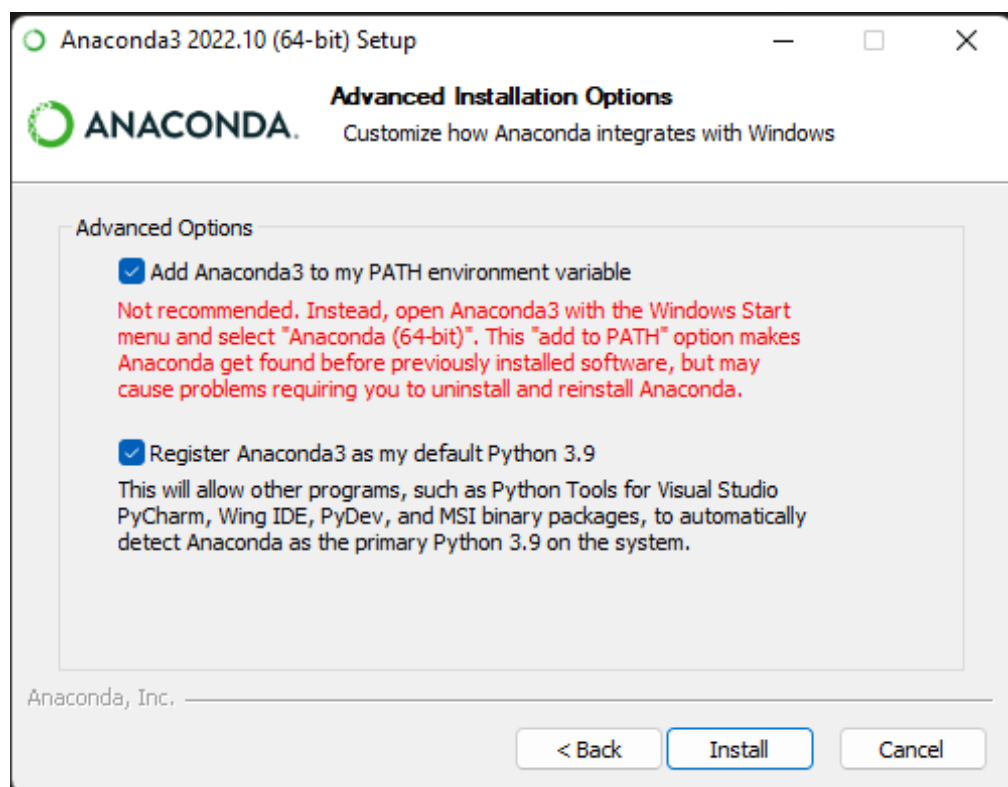 Anaconda3 2022.10 (64-bit) Setup
ANACONDA.
Advanced Installation Options
Customize how Anaconda integrates with Windows
Advanced Options
Add Anaconda3 to my PATH environment variable
Not recommended. Instead, open Anaconda3 with the Windows Start
menu and select "Anaconda (64-bit)". This "add to PATH" option makes
Anaconda get found before previously installed software, but may
cause problems requiring you to uninstall and reinstall Anaconda.
Register Anaconda3 as my default Python 3.9
This will allow other programs, such as Python Tools for Visual Studio
PyCharm, Wing IDE, PyDev, and MSI binary packages, to automatically
detect Anaconda as the primary Python 3.9 on the system.
Anaconda, Inc.
< Back
Install
Cancel